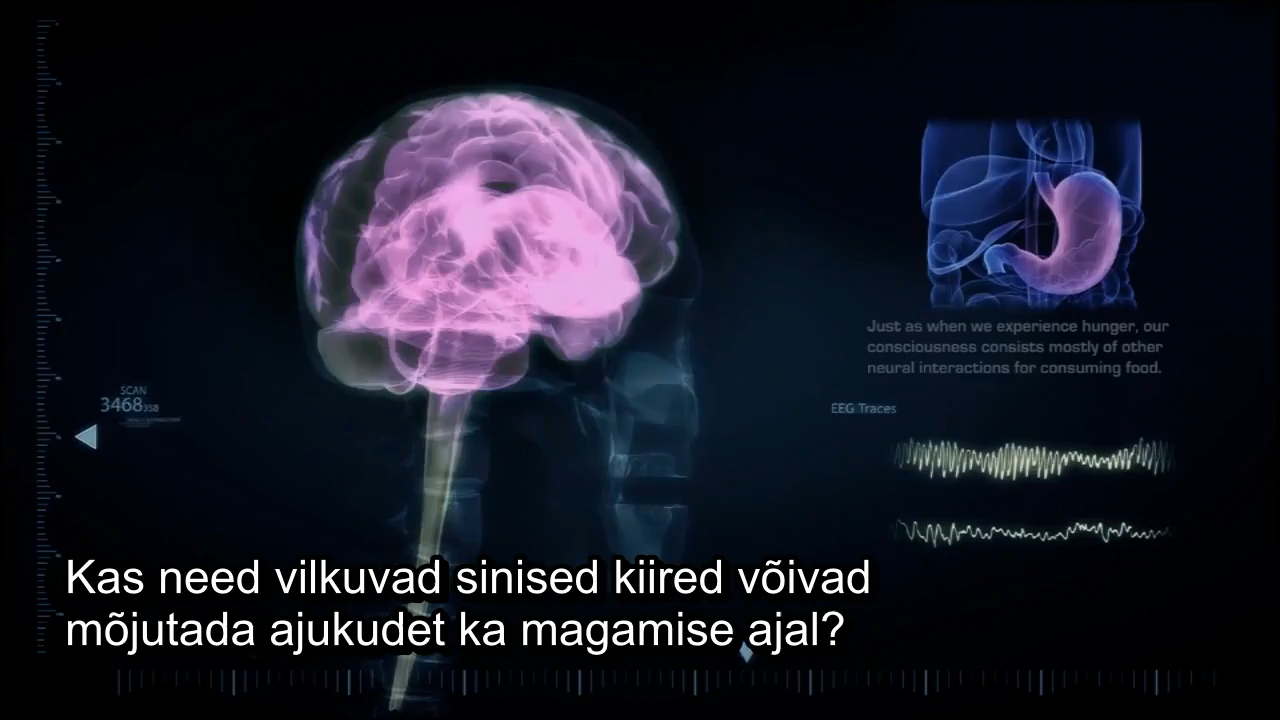 Just as when we experience hunger, our
consciousness consists mostly of other
neural interactions for consuming food.
SCAN
3468358
EEG Traces
Kas need vilkuvad sinised kiired võivad
mõjutada ajukudet ka magamise ajal?